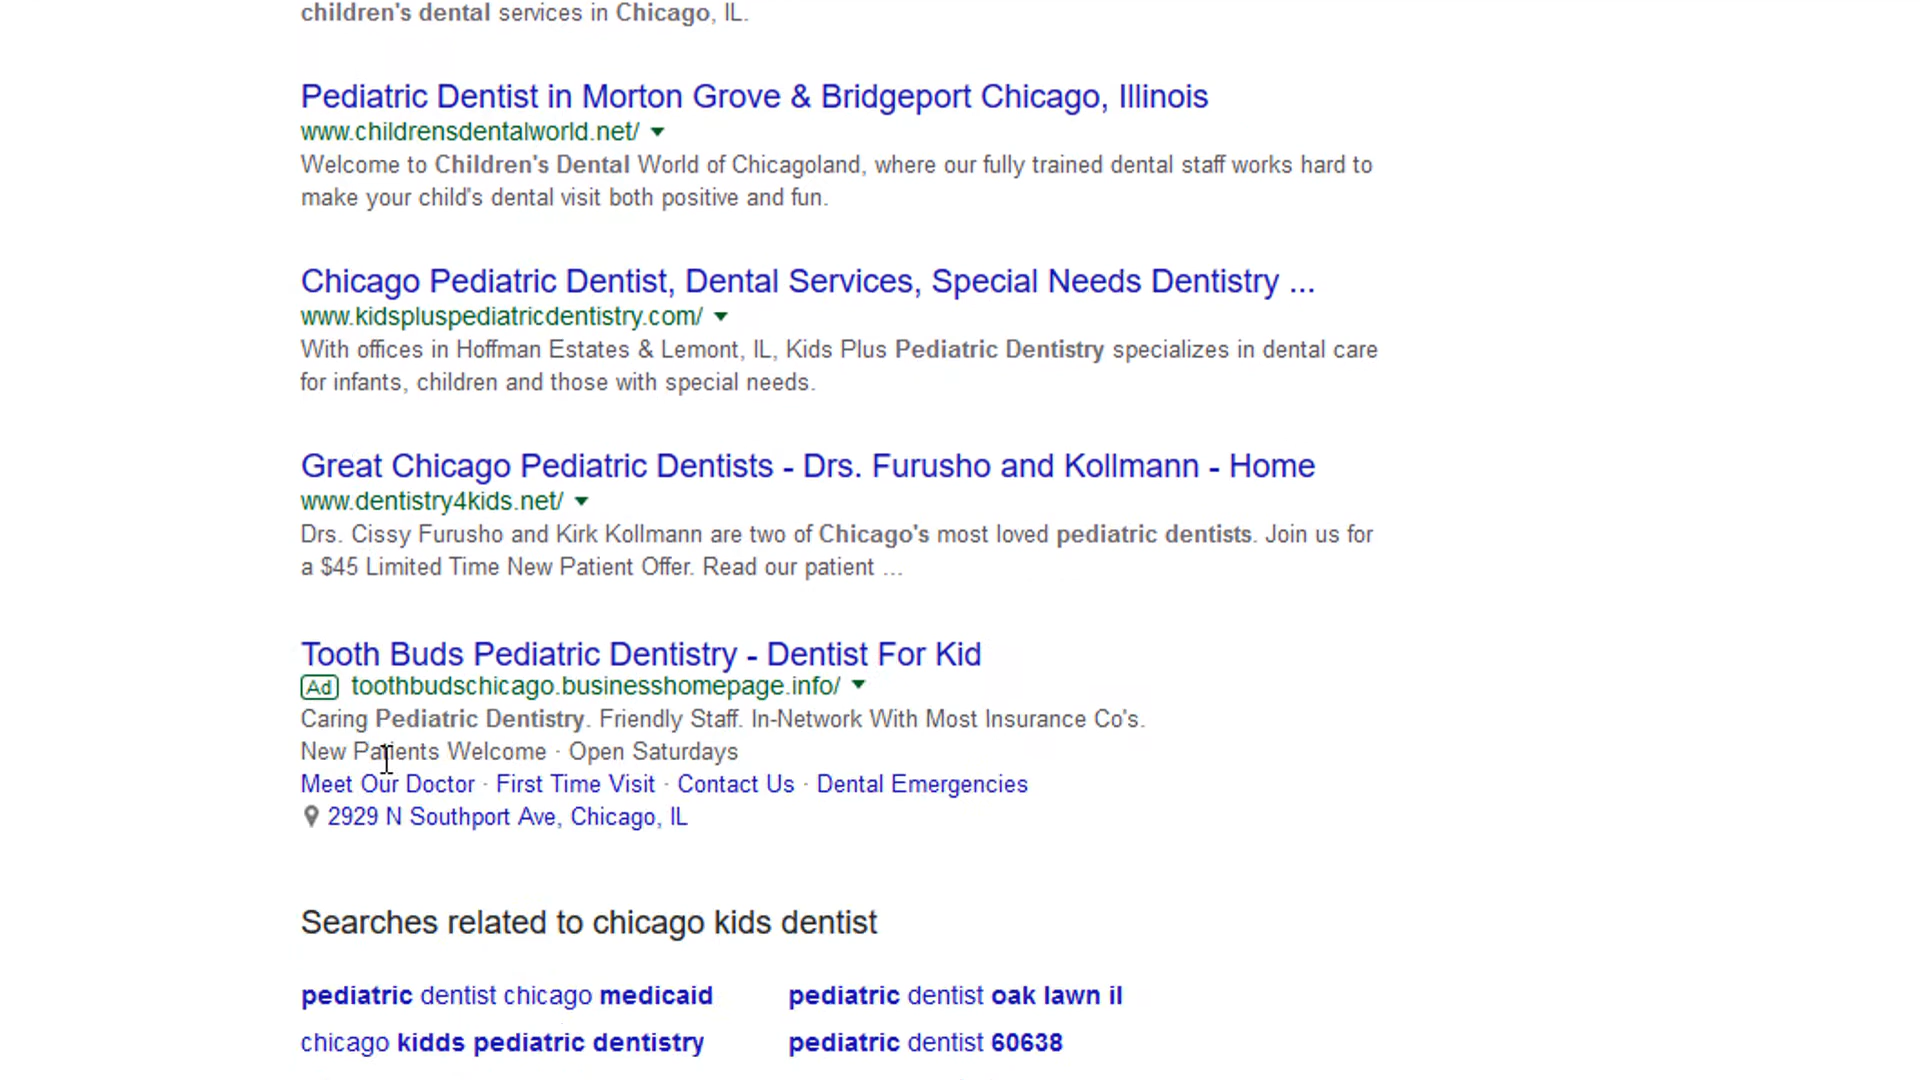 children's dental services in Chicago, IL.
Pediatric Dentist in Morton Grove & Bridgeport Chicago, Illinois
www.childrensdentalworld.net/
Welcome to Children's Dental World of Chicagoland, where our fully trained dental staff works hard to
make your child's dental visit both positive and fun.
Chicago Pediatric Dentist, Dental Services, Special Needs Dentistry ...
www.kidspluspediatricdentistry.com/
With offices in Hoffman Estates & Lemont, IL, Kids Plus Pediatric Dentistry specializes in dental care
for infants, children and those with special needs.
Great Chicago Pediatric Dentists - Drs. Furusho and Kollmann - Home
www.dentistry4kids.net/
Drs. Cissy Furusho and Kirk Kollmann are two of Chicago's most loved pediatric dentists. Join us for
a $45 Limited Time New Patient Offer. Read our patient ...
Tooth Buds Pediatric Dentistry - Dentist For Kid
Ad toothbudschicago.businesshomepage.info/
Caring Pediatric Dentistry. Friendly Staff. In-Network With Most Insurance Co's.
New Patients Welcome · Open Saturdays
Meet Our Doctor · First Time Visit · Contact Us · Dental Emergencies
2929 N Southport Ave, Chicago, IL
Searches related to chicago kids dentist
pediatric dentist chicago medicaid
pediatric dentist oak lawn il
chicago kidds pediatric dentistry
pediatric dentist 60638